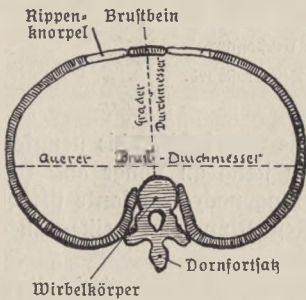 Rippen-
knorpel
Brustbein
Grader
Durchmesser
Querer Brust-Durchmesser
Dornfortsatz
Wirbelkörper